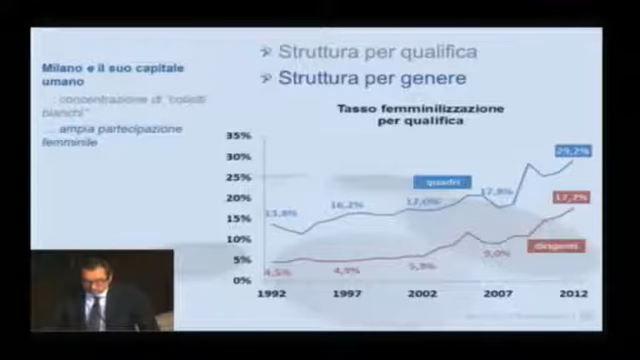 Milano e il suo capitale
umano
... concentrazione di "colletti
bianchi"
... ampia partecipazione
femminile
Struttura per qualifica
Struttura per genere
Tasso femminilizzazione
per qualifica
35%
30%
25%
20%
15%
10%
5%
0%
13,8%
16,2%
17,0%
17,8%
29,2%
quadri
4,5%
4,9%
5,9%
9,0%
17,7%
dirigenti
1992
1997
2002
2007
2012